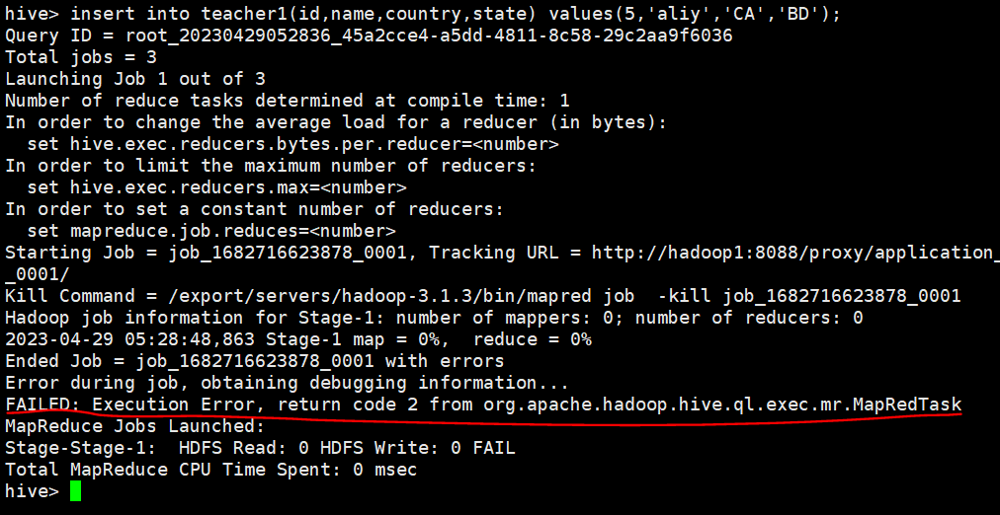 hive> insert into teacher1(id,name,country,state) values(5,'aliy','CA','BD');
Query ID = root_20230429052836_45a2cce4-a5dd-4811-8c58-29c2aa9f6036
Total jobs = 3
Launching Job 1 out of 3
Number of reduce tasks determined at compile time: 1
In order to change the average load for a reducer (in bytes):
  set hive.exec.reducers.bytes.per.reducer=<number>
In order to limit the maximum number of reducers:
  set hive.exec.reducers.max=<number>
In order to set a constant number of reducers:
  set mapreduce.job.reduces=<number>
Starting Job = job_1682716623878_0001, Tracking URL = http://hadoop1:8088/proxy/application_
_0001/
Kill Command = /export/servers/hadoop-3.1.3/bin/mapred job  -kill job_1682716623878_0001
Hadoop job information for Stage-1: number of mappers: 0; number of reducers: 0
2023-04-29 05:28:48,863 Stage-1 map = 0%,  reduce = 0%
Ended Job = job_1682716623878_0001 with errors
Error during job, obtaining debugging information...
FAILED: Execution Error, return code 2 from org.apache.hadoop.hive.ql.exec.mr.MapRedTask
MapReduce Jobs Launched:
Stage-Stage-1:  HDFS Read: 0 HDFS Write: 0 FAIL
Total MapReduce CPU Time Spent: 0 msec
hive>